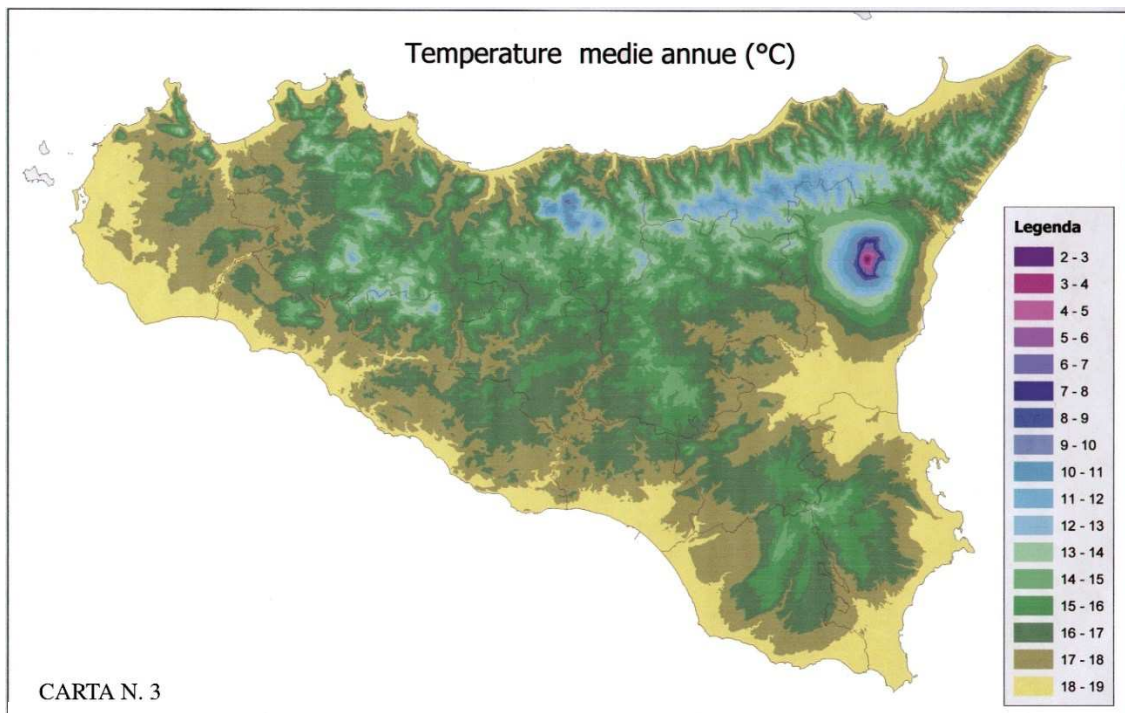 Temperature medie annue (°C)
Legenda
2 - 3
3 - 4
4 - 5
5 - 6
6 - 7
7 - 8
8 - 9
9 - 10
10 - 11
11 - 12
12 - 13
13 - 14
14 - 15
15 - 16
16 - 17
17 - 18
18 - 19
CARTA N. 3